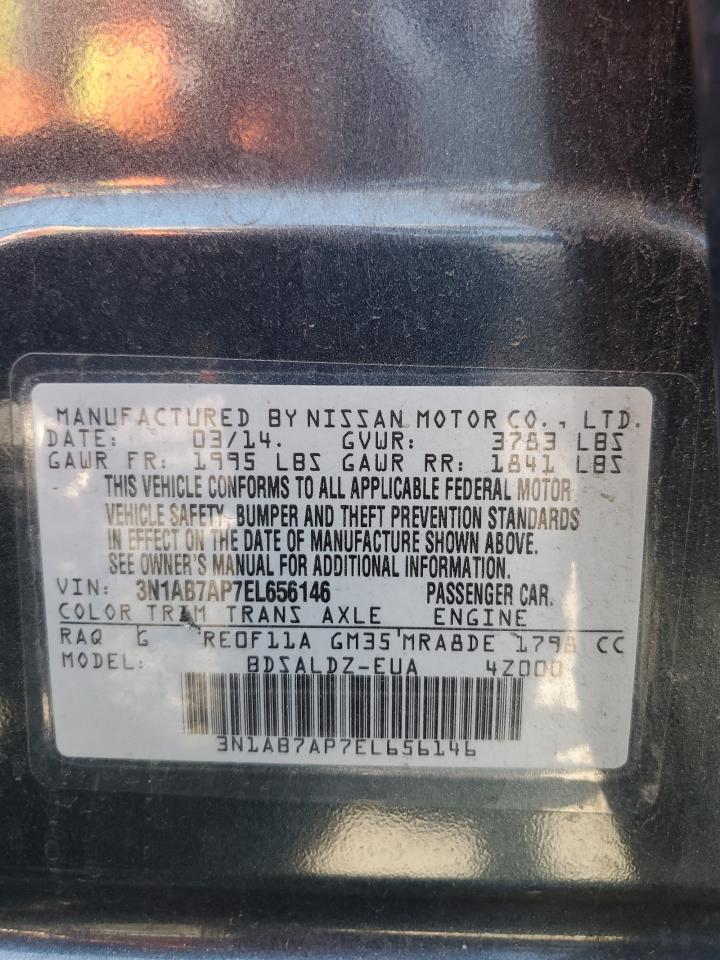 MANUFACTURED BY NISSAN MOTOR CO., LTD.
DATE: 03/14. GVWR: 3783 LBS
GAWR FR: 1995 LBS GAWR RR: 1841 LBS
THIS VEHICLE CONFORMS TO ALL APPLICABLE FEDERAL MOTOR
VEHICLE SAFETY, BUMPER AND THEFT PREVENTION STANDARDS
IN EFFECT ON THE DATE OF MANUFACTURE SHOWN ABOVE.
SEE OWNER'S MANUAL FOR ADDITIONAL INFORMATION.
VIN: 3N1AB7AP7EL656146 PASSENGER CAR.
COLOR TRIM TRANS AXLE ENGINE
RAQ G RE0F11A GM35 MRA8DE 1798 CC
MODEL: BDSALDZ-EUA 4Z000
3N1AB7AP7EL656146